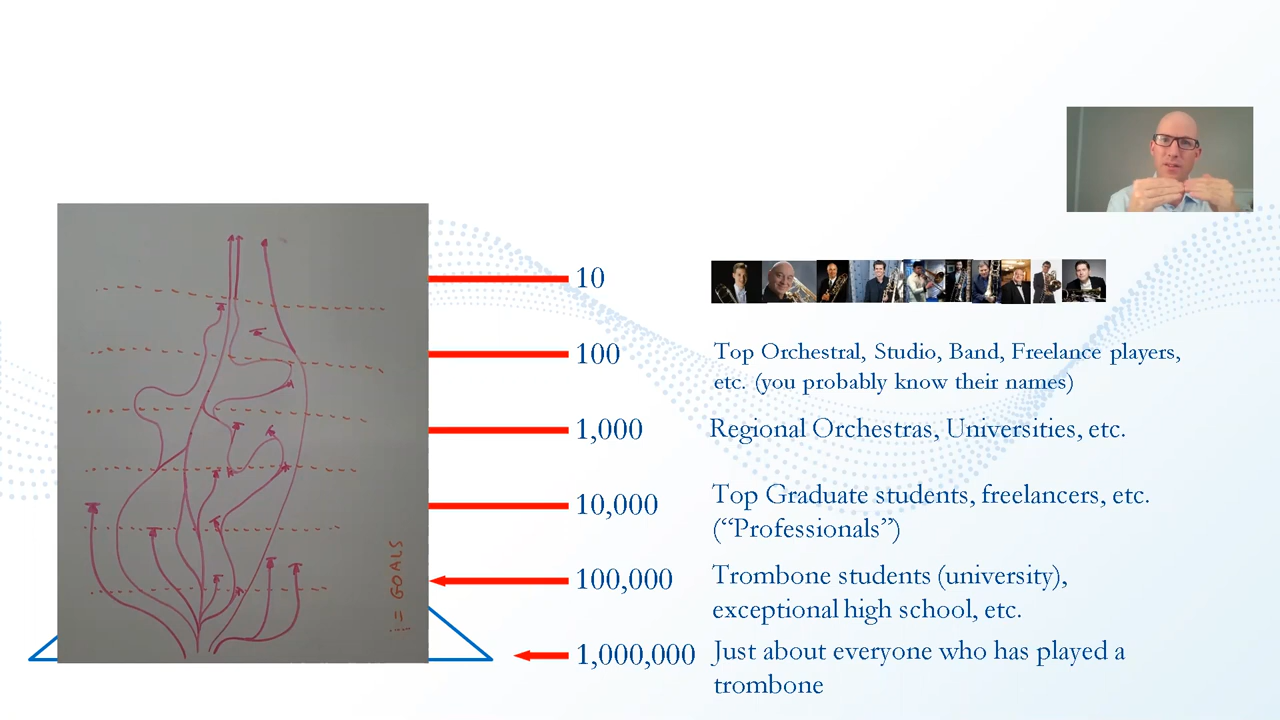 10
100
Top Orchestral, Studio, Band, Freelance players,
etc. (you probably know their names)
1,000
Regional Orchestras, Universities, etc.
10,000
Top Graduate students, freelancers, etc.
(“Professionals”)
100,000
Trombone students (university),
exceptional high school, etc.
1,000,000
Just about everyone who has played a
trombone
= GOALS